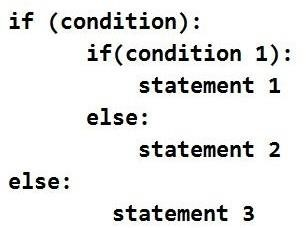 if (condition):
if(condition 1):
statement 1
else:
statement 2
else:
statement 3